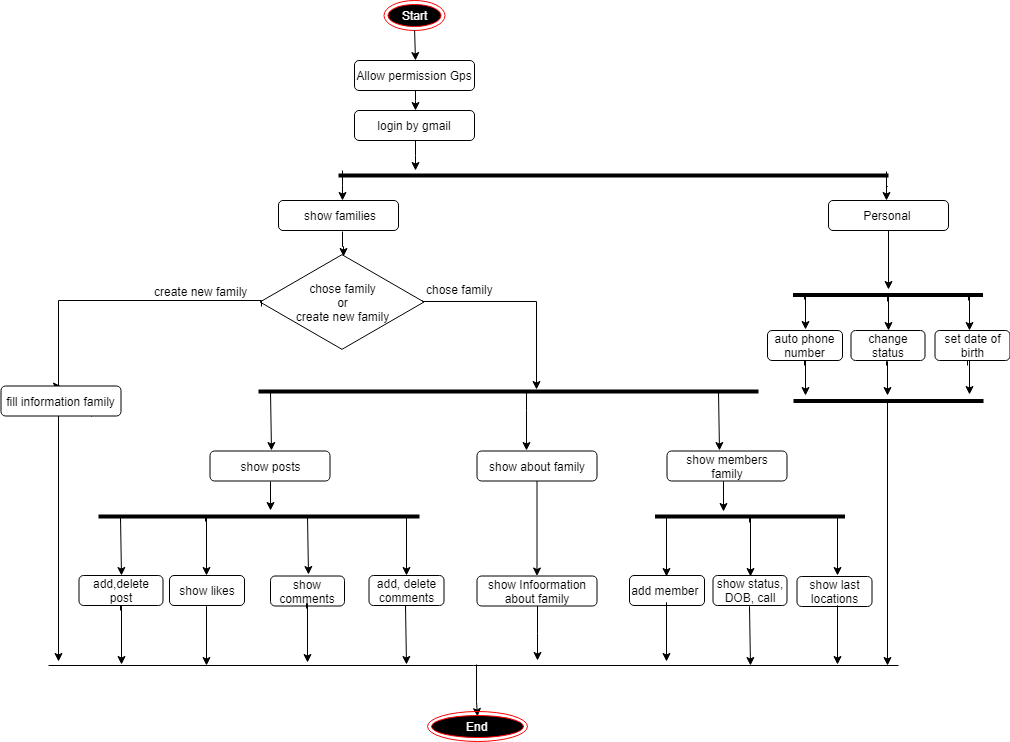 Start
Allow permission Gps
login by gmail
show families
Personal
create new family
chose family
or
create new family
chose family
auto phone
number
change
status
set date of
birth
fill information family
show posts
show about family
show members
family
add,delete
post
show likes
show
comments
add, delete
comments
show Infoormation
about family
add member
show status,
DOB, call
show last
locations
End